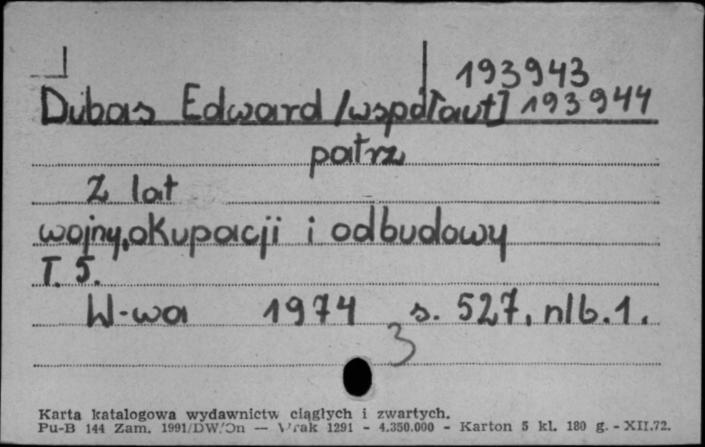 193943
Dubas Edward /współaut] 193944
patrz
Z lat
wojny, okupacji i odbudowy
T. 5.
W-wa 1974 s. 527, nlb. 1.
3
Karta katalogowa wydawnictw ciągłych i zwartych.
Pu-B 144 Zam. 1991/DW/On — 1291 - 4.350.000 - Karton 5 kl. 180 g. - XII.72.